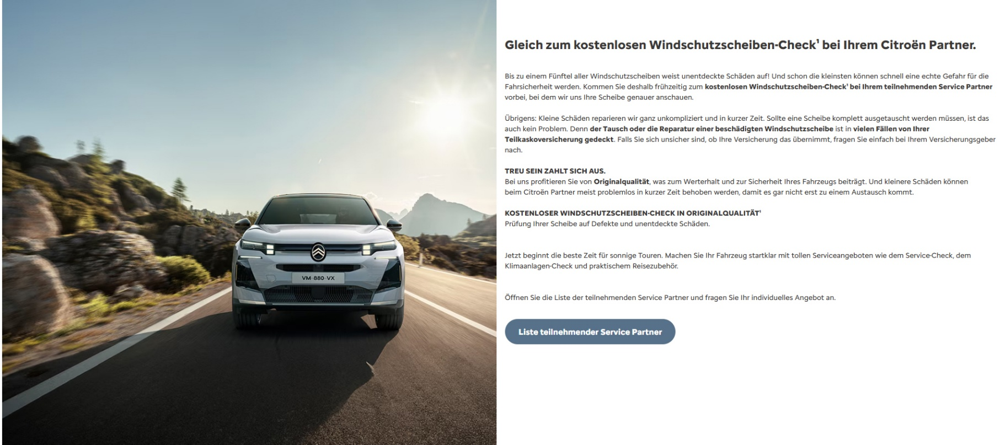 Gleich zum kostenlosen Windschutzscheiben-Check¹ bei Ihrem Citroën Partner.
Bis zu einem Fünftel aller Windschutzscheiben weist unentdeckte Schäden auf! Und schon die kleinsten können schnell eine echte Gefahr für die
Fahrsicherheit werden. Kommen Sie deshalb frühzeitig zum kostenlosen Windschutzscheiben-Check¹ bei Ihrem teilnehmenden Service Partner
vorbei, bei dem wir uns Ihre Scheibe genauer anschauen.
Übrigens: Kleine Schäden reparieren wir ganz unkompliziert und in kurzer Zeit. Sollte eine Scheibe komplett ausgetauscht werden müssen, ist das
auch kein Problem. Denn der Tausch oder die Reparatur einer beschädigten Windschutzscheibe ist in vielen Fällen von Ihrer
Teilkaskoversicherung gedeckt. Falls Sie sich unsicher sind, ob Ihre Versicherung das übernimmt, fragen Sie einfach bei Ihrem Versicherungsgeber
nach.
TREU SEIN ZAHLT SICH AUS.
Bei uns profitieren Sie von Originalqualität, was zum Werterhalt und zur Sicherheit Ihres Fahrzeugs beiträgt. Und kleinere Schäden können
beim Citroën Partner meist problemlos in kurzer Zeit behoben werden, damit es gar nicht erst zu einem Austausch kommt.
KOSTENLOSER WINDSCHUTZSCHEIBEN-CHECK IN ORIGINALQUALITÄT¹
Prüfung Ihrer Scheibe auf Defekte und unentdeckte Schäden.
Jetzt beginnt die beste Zeit für sonnige Touren. Machen Sie Ihr Fahrzeug startklar mit tollen Serviceangeboten wie dem Service-Check, dem
Klimaanlagen-Check und praktischem Reisezubehör.
Öffnen Sie die Liste der teilnehmenden Service Partner und fragen Sie Ihr individuelles Angebot an.
Liste teilnehmender Service Partner
VM-880-VX